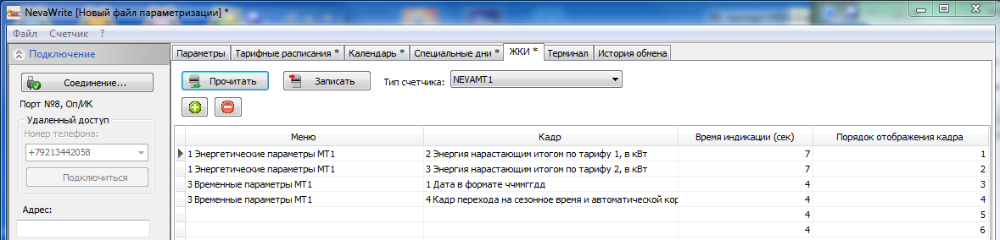 NevaWrite [Новый файл параметризации] *
Файл Счетчик ?
Подключение
Параметры Тарифные расписания * Календарь * Специальные дни * ЖКИ * Терминал История обмена
Соединение...
Прочитать Записать Тип счетчика: NEVAMT1
Порт №8, Оп/ИК
Удаленный доступ
Номер телефона:
+79213442058
Подключиться
Адрес:
Меню Кадр Время индикации (сек) Порядок отображения кадра
1 Энергетические параметры МТ1 2 Энергия нарастающим итогом по тарифу 1, в кВт 7 1
1 Энергетические параметры МТ1 3 Энергия нарастающим итогом по тарифу 2, в кВт 7 2
3 Временные параметры МТ1 1 Дата в формате ччммггдд 4 3
3 Временные параметры МТ1 4 Кадр перехода на сезонное время и автоматической кор 4 4
4 5
4 6